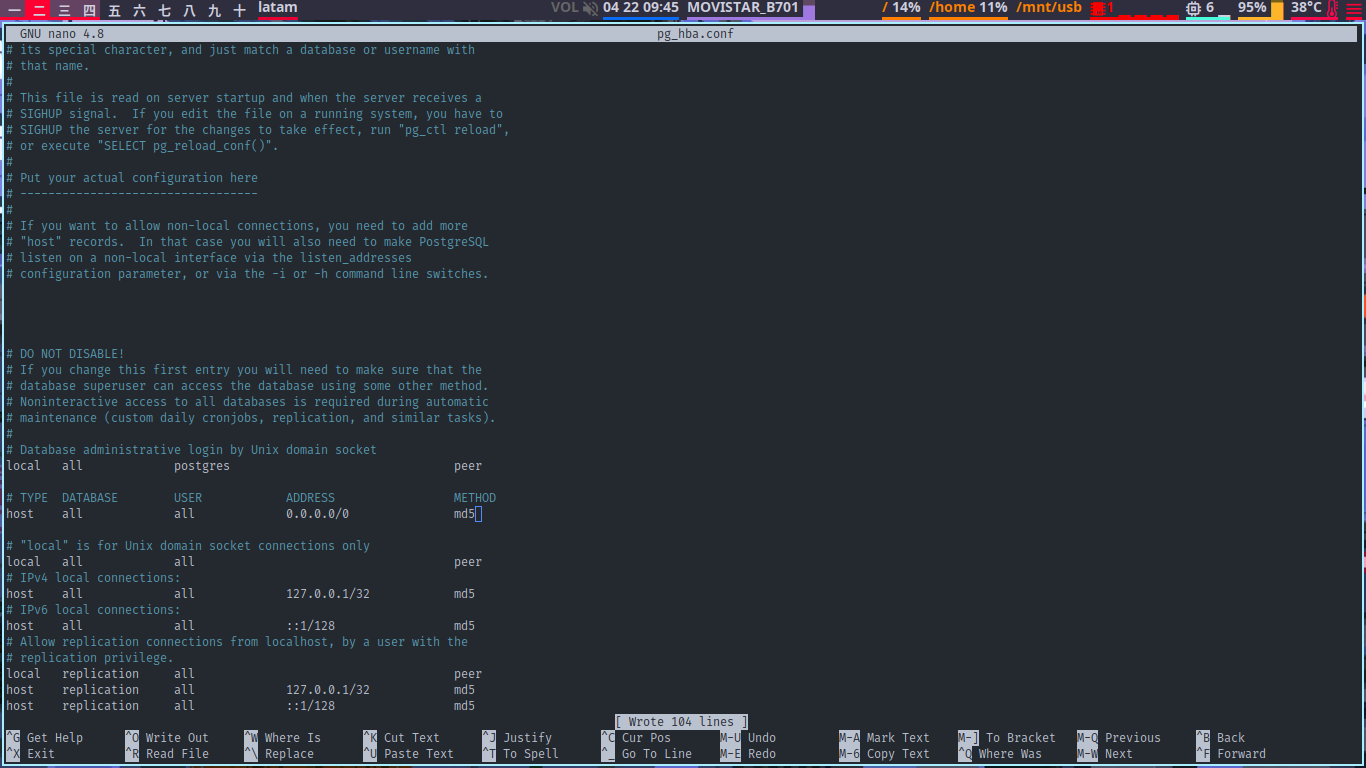 一 二 三 四 五 六 七 八 九 十 latam VOL 04 22 09:45 MOVISTAR_B701 / 14% /home 11% /mnt/usb 1 6 95% 38°C
GNU nano 4.8 pg_hba.conf
# its special character, and just match a database or username with
# that name.
#
# This file is read on server startup and when the server receives a
# SIGHUP signal.  If you edit the file on a running system, you have to
# SIGHUP the server for the changes to take effect, run "pg_ctl reload",
# or execute "SELECT pg_reload_conf()".
#
# Put your actual configuration here
# ----------------------------------
#
# If you want to allow non-local connections, you need to add more
# "host" records.  In that case you will also need to make PostgreSQL
# listen on a non-local interface via the listen_addresses
# configuration parameter, or via the -i or -h command line switches.
# DO NOT DISABLE!
# If you change this first entry you will need to make sure that the
# database superuser can access the database using some other method.
# Noninteractive access to all databases is required during automatic
# maintenance (custom daily cronjobs, replication, and similar tasks).
#
# Database administrative login by Unix domain socket
local   all             postgres                                peer
# TYPE  DATABASE        USER            ADDRESS                 METHOD
host    all             all             0.0.0.0/0               md5
# "local" is for Unix domain socket connections only
local   all             all                                     peer
# IPv4 local connections:
host    all             all             127.0.0.1/32            md5
# IPv6 local connections:
host    all             all             ::1/128                 md5
# Allow replication connections from localhost, by a user with the
# replication privilege.
local   replication     all                                     peer
host    replication     all             127.0.0.1/32            md5
host    replication     all             ::1/128                 md5
[ Wrote 104 lines ]
^G Get Help ^O Write Out ^W Where Is ^K Cut Text ^J Justify ^C Cur Pos M-U Undo M-A Mark Text M-] To Bracket M-Q Previous ^B Back
^X Exit ^R Read File ^\ Replace ^U Paste Text ^T To Spell ^_ Go To Line M-E Redo M-6 Copy Text ^Q Where Was M-W Next ^F Forward